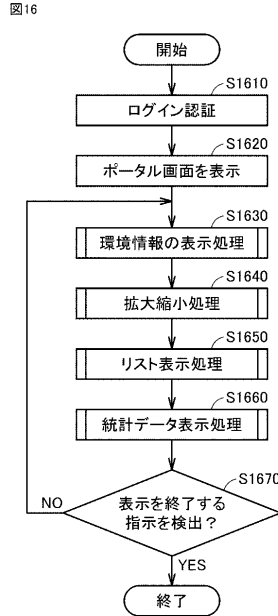 図16
開始
S1610
ログイン認証
S1620
ポータル画面を表示
S1630
環境情報の表示処理
S1640
拡大縮小処理
S1650
リスト表示処理
S1660
統計データ表示処理
S1670
表示を終了する
指示を検出?
NO
YES
終了